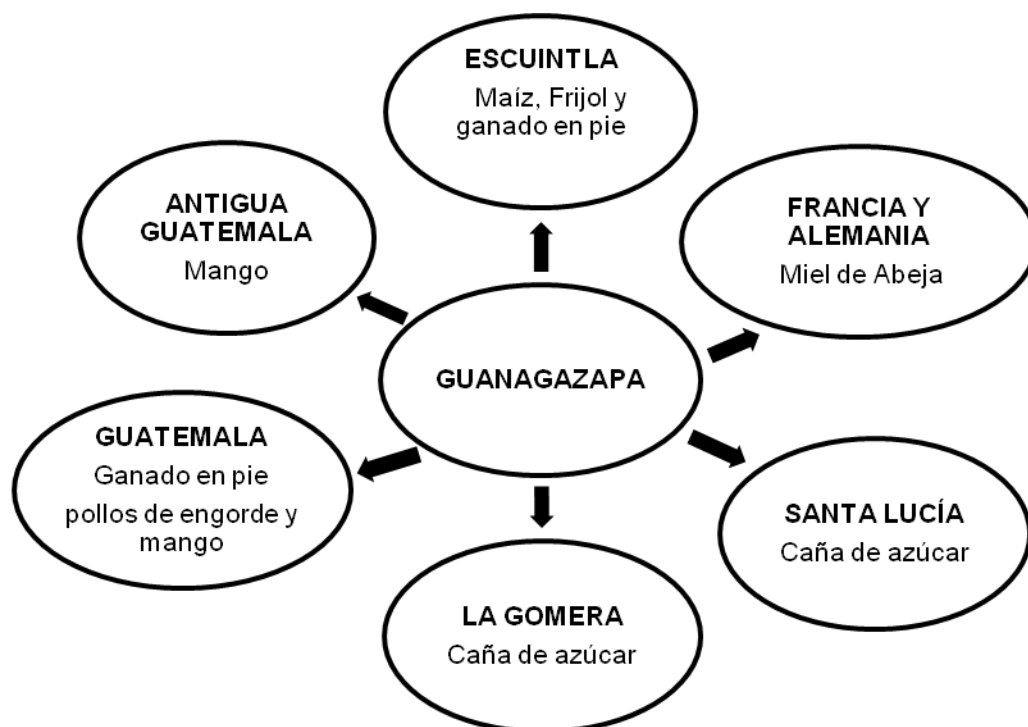 ESCUINTLA
Maíz, Frijol y
ganado en pie
ANTIGUA
GUATEMALA
Mango
FRANCIA Y
ALEMANIA
Miel de Abeja
GUANAGAZAPA
GUATEMALA
Ganado en pie
pollos de engorde y
mango
SANTA LUCÍA
Caña de azúcar
LA GOMERA
Caña de azúcar